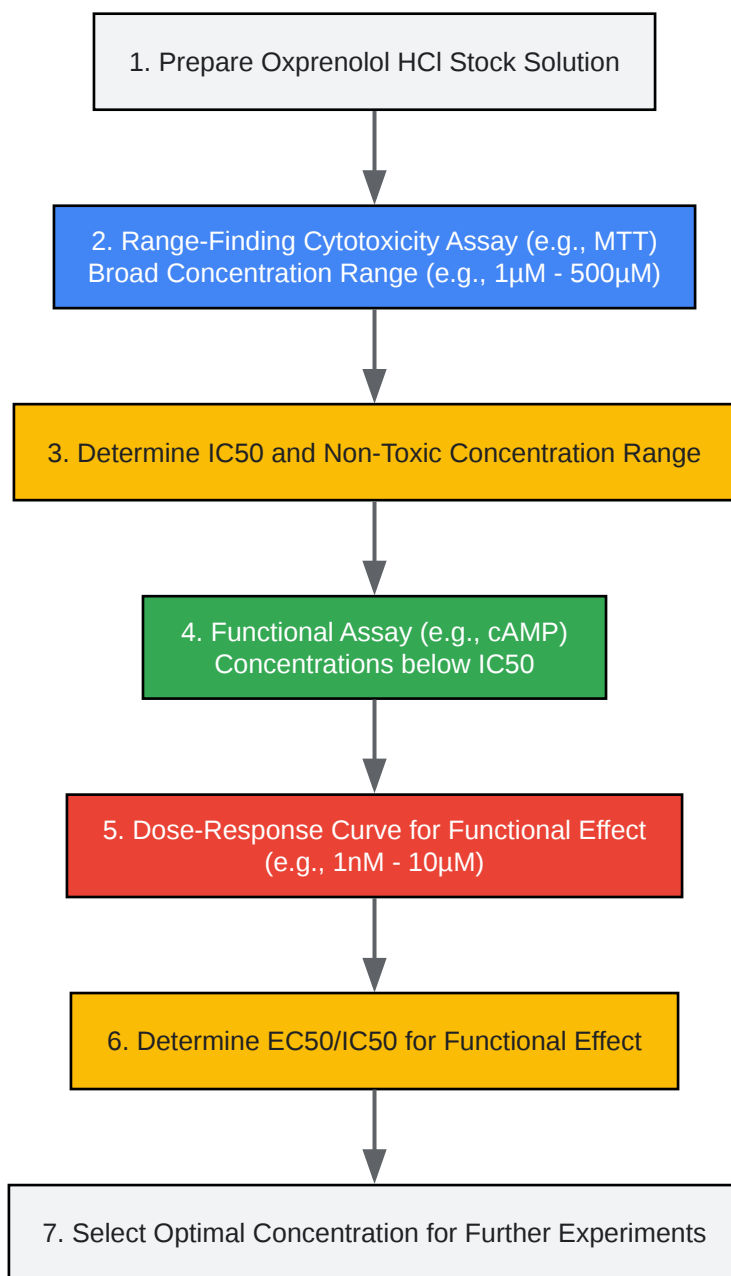 1. Prepare Oxprenolol HCl Stock Solution
2. Range-Finding Cytotoxicity Assay (e.g., MTT)
Broad Concentration Range (e.g., 1µM - 500µM)
3. Determine IC50 and Non-Toxic Concentration Range
4. Functional Assay (e.g., cAMP)
Concentrations below IC50
5. Dose-Response Curve for Functional Effect
(e.g., 1nM - 10µM)
6. Determine EC50/IC50 for Functional Effect
7. Select Optimal Concentration for Further Experiments